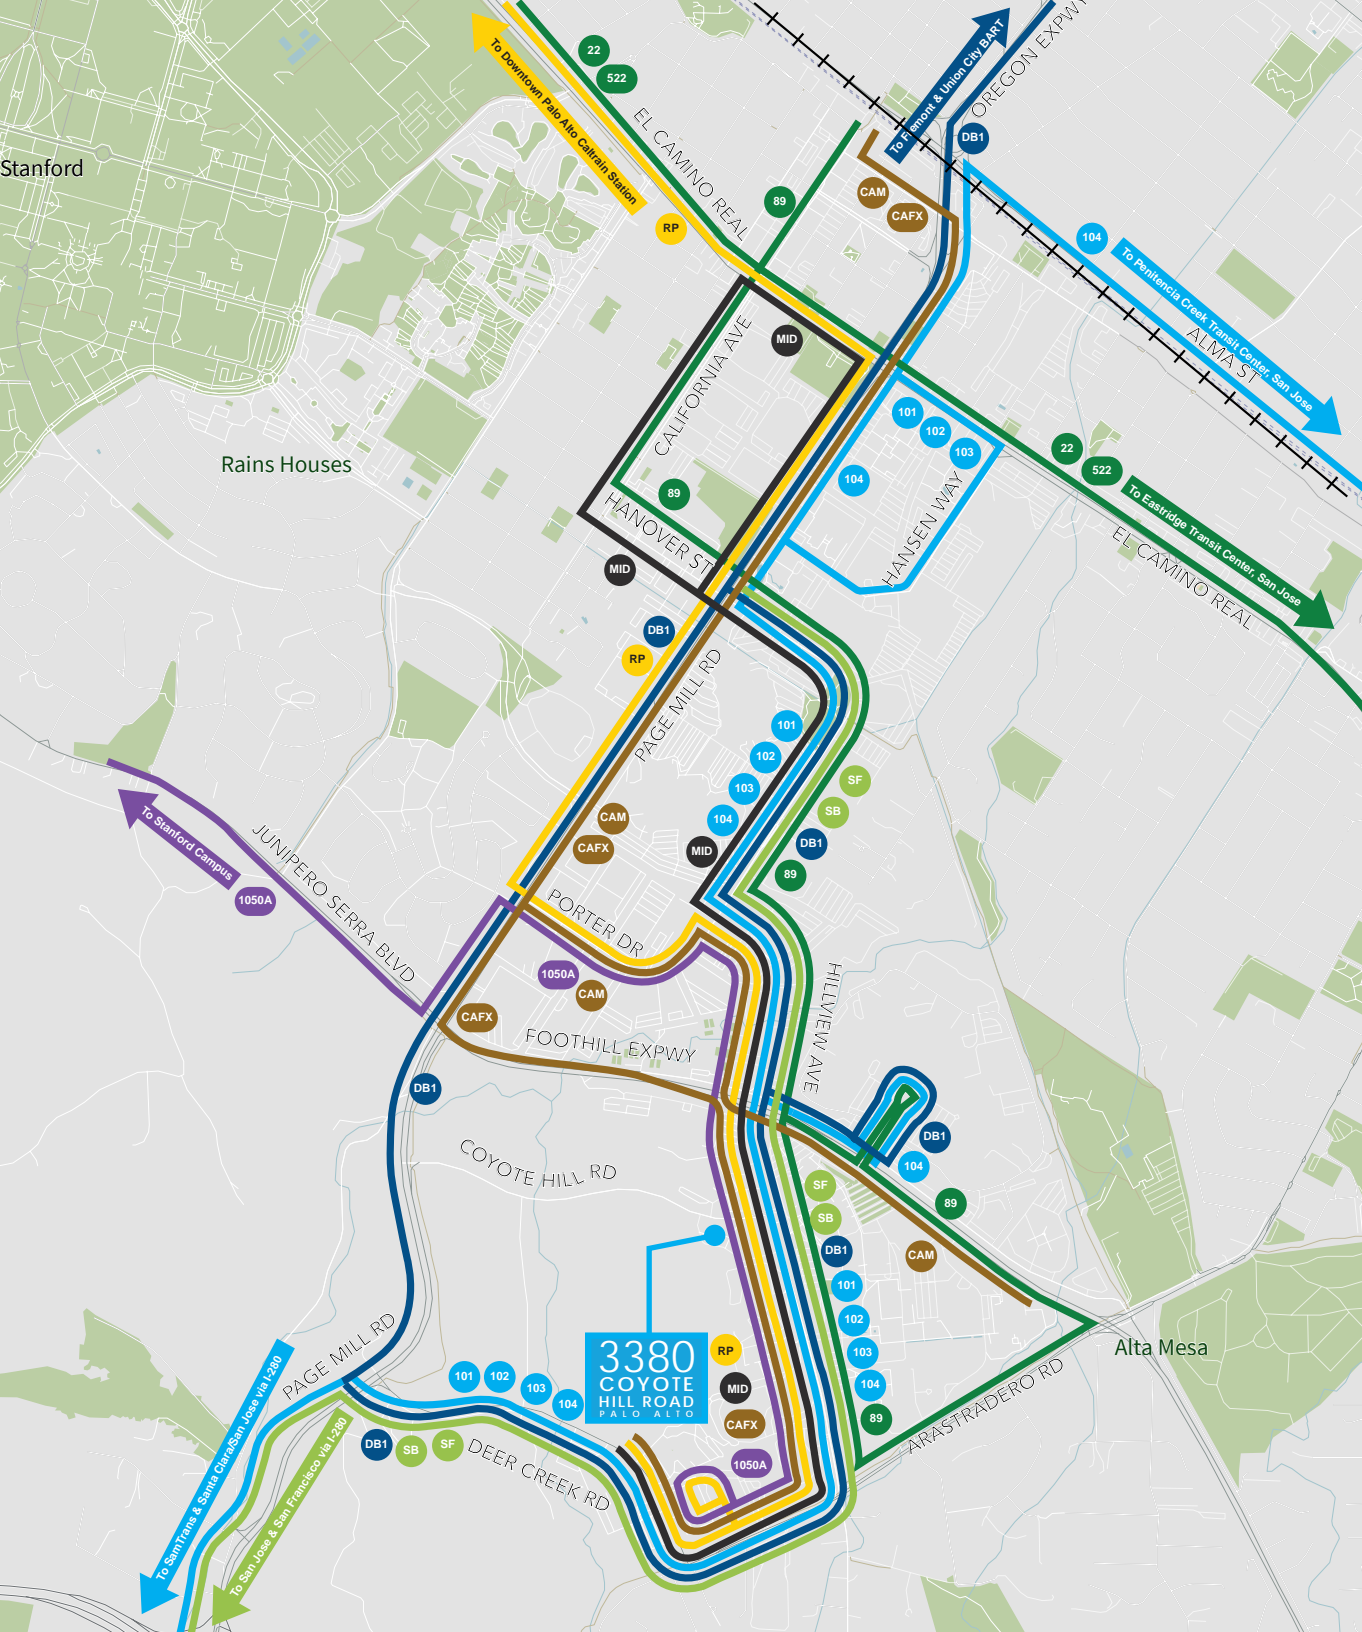 22
522
To Downtown Palo Alto Caltrain Station
EL CAMINO REAL
To Fremont & Union City BART
OREGON EXPWY
DB1
Stanford
89
CAM
CAFX
RP
104
To Penitencia Creek Transit Center, San Jose
ALMA ST
MID
CALIFORNIA AVE
101
102
103
22
522
To Eastridge Transit Center, San Jose
Rains Houses
104
89
HANOVER ST
HANSEN WAY
EL CAMINO REAL
MID
DB1
RP
PAGE MILL RD
101
102
103
104
MID
SF
SB
DB1
89
CAM
CAFX
To Stanford Campus
1050A
JUNIPERO SERRA BLVD
PORTER DR
1050A
CAM
CAFX
FOOTHILL EXPWY
HILLVIEW AVE
DB1
DB1
104
89
COYOTE HILL RD
SF
SB
DB1
101
102
103
104
89
CAM
3380
COYOTE
HILL ROAD
PALO ALTO
RP
MID
CAFX
1050A
Alta Mesa
ARASTRADERO RD
PAGE MILL RD
101
102
103
104
DB1
SB
SF
DEER CREEK RD
To SamTrans & Santa Clara/San Jose via I-280
To San Jose & San Francisco via I-280